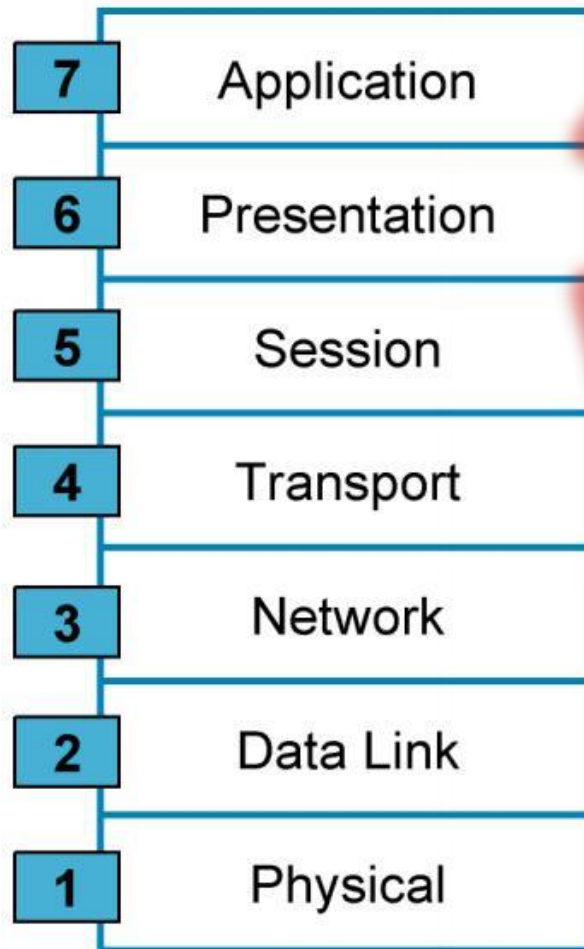 7 Application
6 Presentation
5 Session
4 Transport
3 Network
2 Data Link
1 Physical